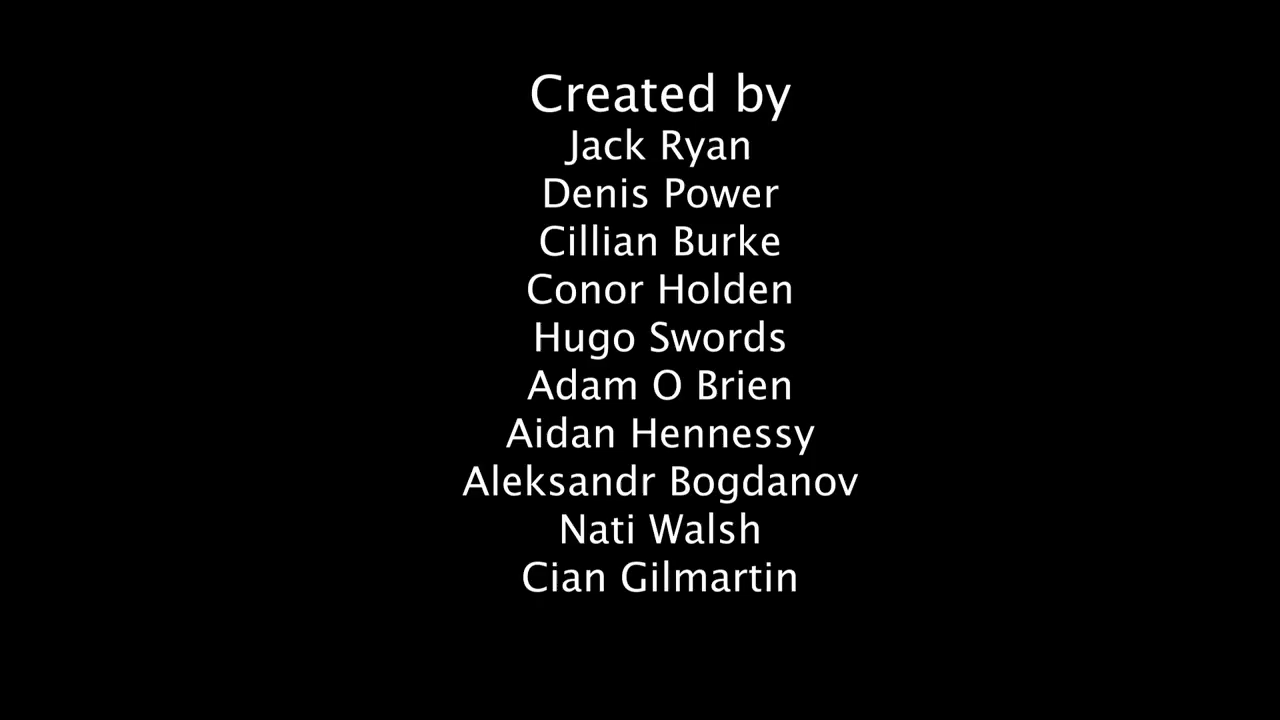 Created by
Jack Ryan
Denis Power
Cillian Burke
Conor Holden
Hugo Swords
Adam O Brien
Aidan Hennessy
Aleksandr Bogdanov
Nati Walsh
Cian Gilmartin